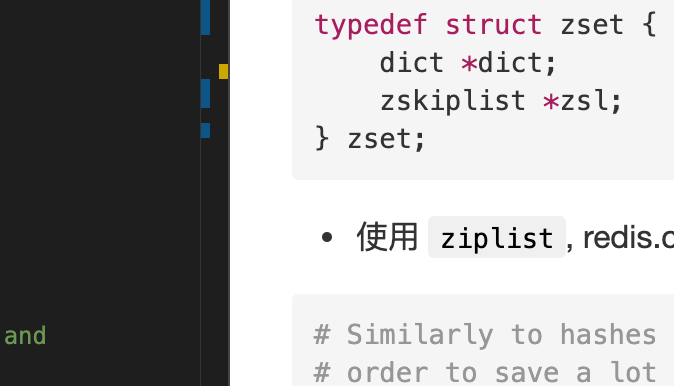 typedef struct zset {
dict *dict;
zskiplist *zsl;
} zset;
• 使用 ziplist, redis.c
and
# Similarly to hashes
# order to save a lot